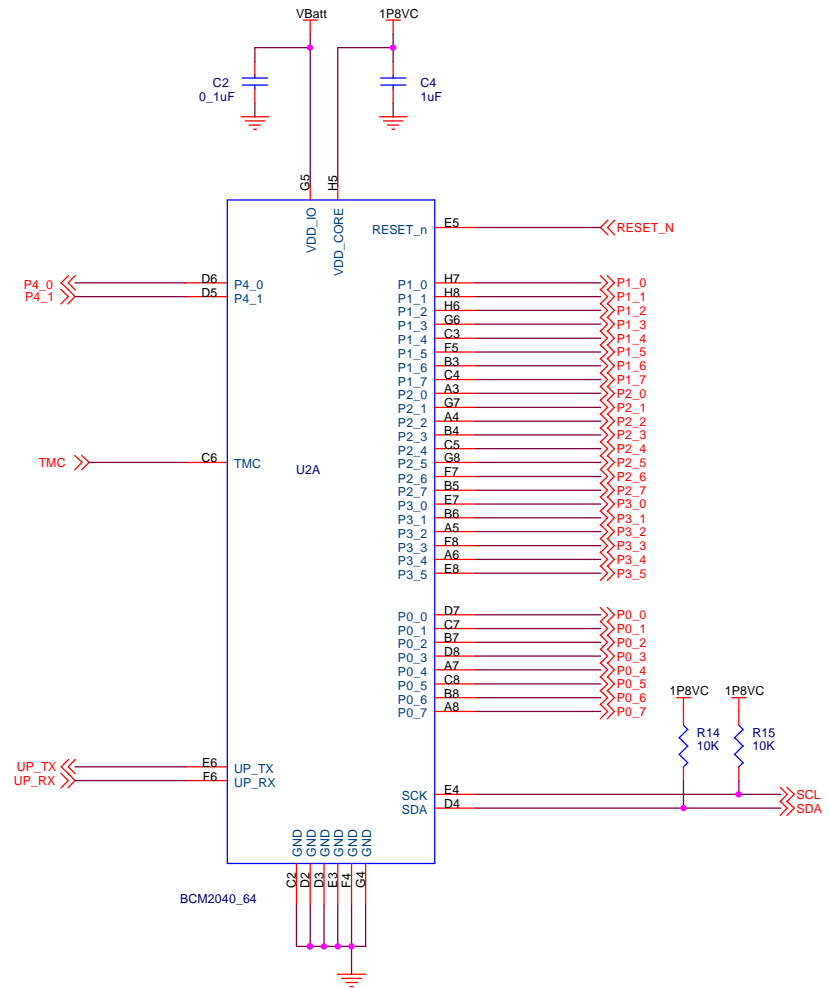 VBatt
1P8VC
C2
0_1uF
C4
1uF
G5
H5
VDD_IO
VDD_CORE
RESET_n
E5
RESET_N
P4_0
D6
P4_0
P4_1
D5
P4_1
P1_0
H7
P1_0
P1_1
H8
P1_1
P1_2
H6
P1_2
P1_3
G6
P1_3
P1_4
C3
P1_4
P1_5
F5
P1_5
P1_6
B3
P1_6
P1_7
C4
P1_7
P2_0
A3
P2_0
P2_1
G7
P2_1
P2_2
A4
P2_2
P2_3
B4
P2_3
P2_4
C5
P2_4
P2_5
G8
P2_5
P2_6
F7
P2_6
P2_7
B5
P2_7
P3_0
E7
P3_0
P3_1
B6
P3_1
P3_2
A5
P3_2
P3_3
F8
P3_3
P3_4
A6
P3_4
P3_5
E8
P3_5
TMC
C6
TMC
U2A
P0_0
D7
P0_0
P0_1
C7
P0_1
P0_2
B7
P0_2
P0_3
D8
P0_3
P0_4
A7
P0_4
P0_5
C8
P0_5
P0_6
B8
P0_6
P0_7
A8
P0_7
1P8VC
1P8VC
R14
10K
R15
10K
UP_TX
E6
UP_TX
UP_RX
F6
UP_RX
SCK
E4
SCL
SDA
D4
SDA
GND
GND
GND
GND
GND
GND
C2
D2
D3
E3
F4
G4
BCM2040_64